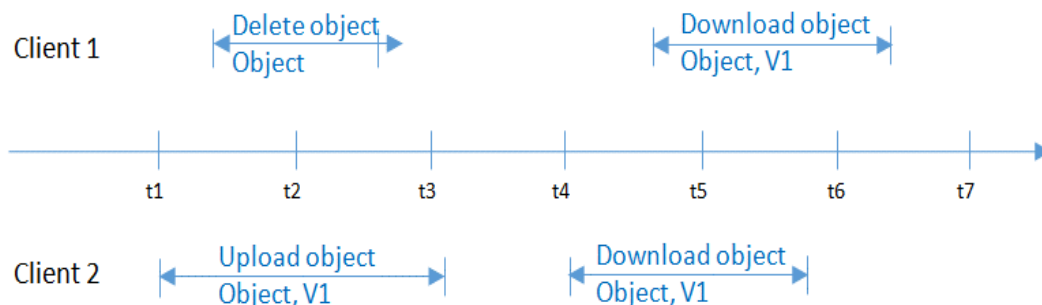 Client 1
Delete object
Object
Download object
Object, V1
t1 t2 t3 t4 t5 t6 t7
Client 2
Upload object
Object, V1
Download object
Object, V1